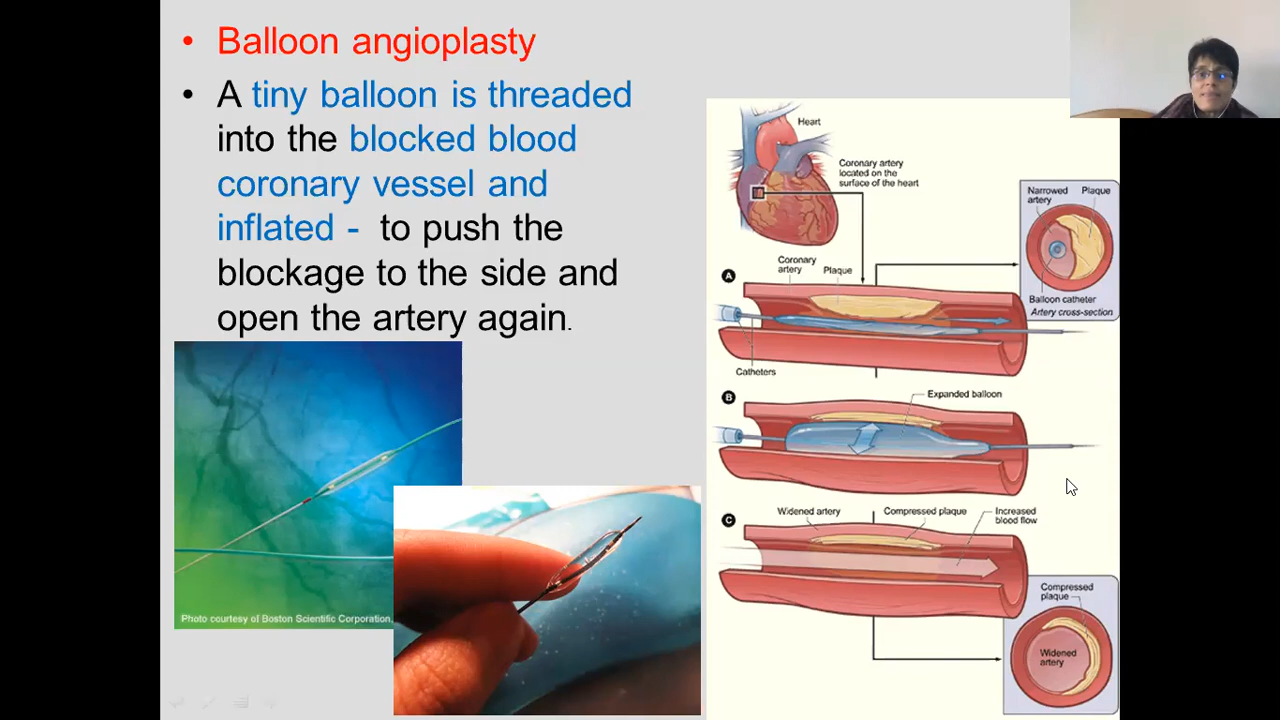 • Balloon angioplasty
• A tiny balloon is threaded
into the blocked blood
coronary vessel and
inflated - to push the
blockage to the side and
open the artery again.
Photo courtesy of Boston Scientific Corporation.
Heart
Coronary artery
located on the
surface of the heart
Narrowed
artery
Plaque
Balloon catheter
Artery cross-section
A
Coronary
artery
Plaque
Catheters
B
Expanded balloon
C
Widened artery
Compressed plaque
Increased
blood flow
Compressed
plaque
Widened
artery